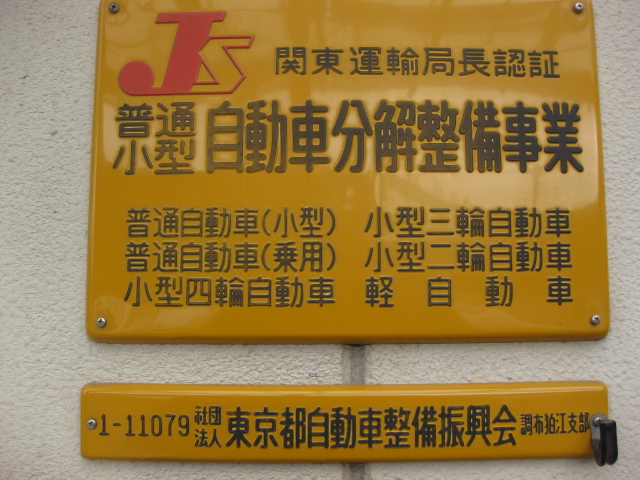 JS 関東運輸局長認証
普通
小型 自動車分解整備事業
普通自動車(小型) 小型三輪自動車
普通自動車(乗用) 小型二輪自動車
小型四輪自動車 軽自動車
1-11079 社団法人 東京都自動車整備振興会 調布狛江支部